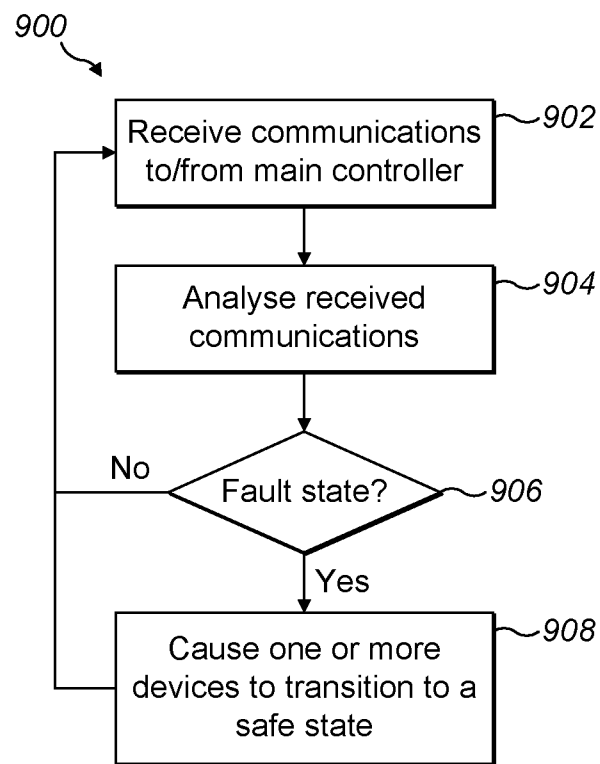 900
Receive communications
to/from main controller
902
Analyse received
communications
904
No
Fault state?
906
Yes
Cause one or more
devices to transition to a
safe state
908